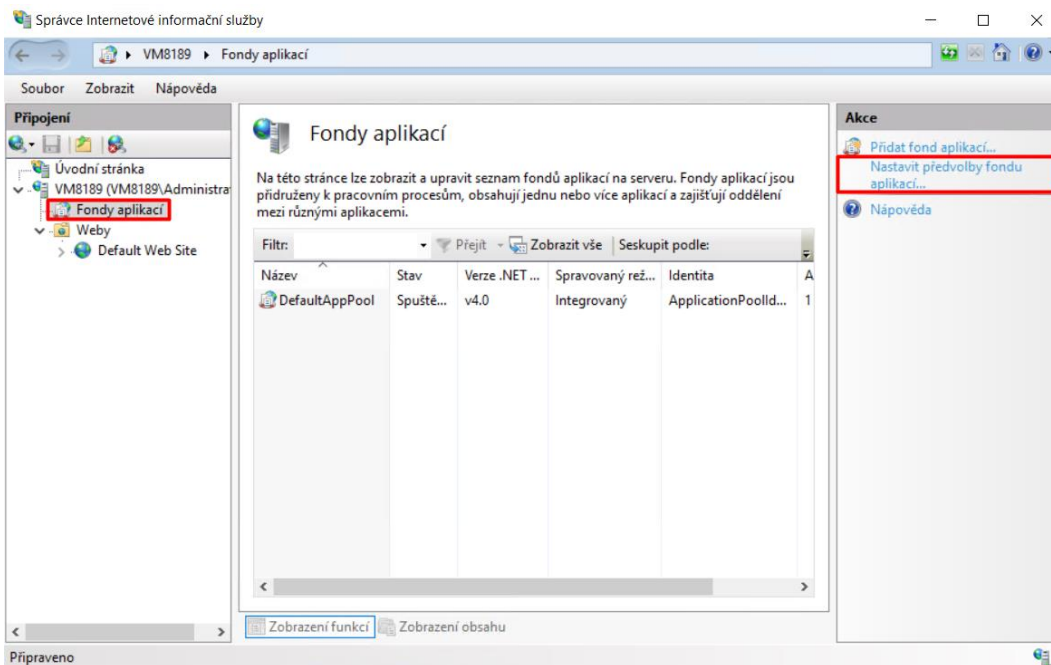 Správce Internetové informační služby
VM8189 Fondy aplikací
Soubor Zobrazit Nápověda
Připojení
Úvodní stránka
VM8189 (VM8189\Administra
Fondy aplikací
Weby
Default Web Site
Fondy aplikací
Na této stránce lze zobrazit a upravit seznam fondů aplikací na serveru. Fondy aplikací jsou
přidruženy k pracovním procesům, obsahují jednu nebo více aplikací a zajišťují oddělení
mezi různými aplikacemi.
Filtr: Přejít Zobrazit vše Seskupit podle:
Název Stav Verze .NET ... Spravovaný rež... Identita A
DefaultAppPool Spuště... v4.0 Integrovaný ApplicationPoolId... 1
Zobrazení funkcí Zobrazení obsahu
Akce
Přidat fond aplikací...
Nastavit předvolby fondu
aplikací...
Nápověda
Připraveno